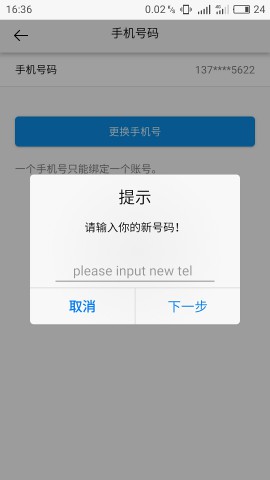 16:36
0.02 K/s 4G 24
手机号码
手机号码 137****5622
更换手机号
一个手机号只能绑定一个账号。
提示
请输入你的新号码！
please input new tel
取消 下一步